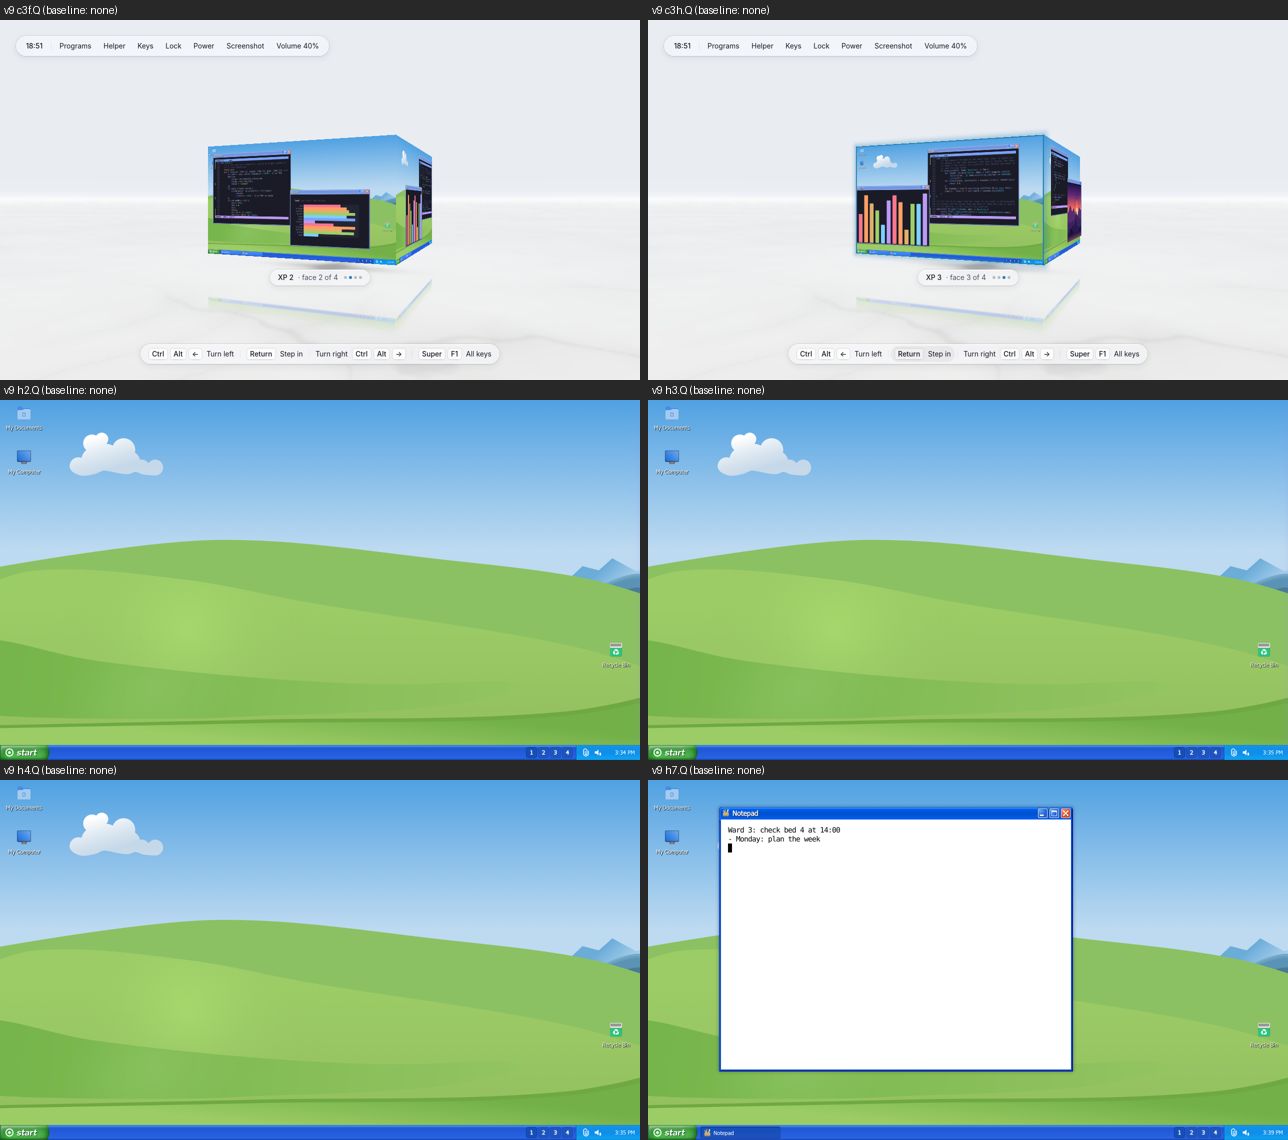 v9 c3f.Q (baseline: none)
18:51 Programs Helper Keys Lock Power Screenshot Volume 40%
XP 2 · face 2 of 4
Ctrl Alt ← Turn left Return Step in Turn right Ctrl Alt → Super F1 All keys
v9 c3h.Q (baseline: none)
18:51 Programs Helper Keys Lock Power Screenshot Volume 40%
XP 3 · face 3 of 4
Ctrl Alt ← Turn left Return Step in Turn right Ctrl Alt → Super F1 All keys
v9 h2.Q (baseline: none)
My Documents
My Computer
Recycle Bin
start 1 2 3 4 3:34 PM
v9 h3.Q (baseline: none)
My Documents
My Computer
Recycle Bin
start 1 2 3 4 3:35 PM
v9 h4.Q (baseline: none)
My Documents
My Computer
Recycle Bin
start 1 2 3 4 3:35 PM
v9 h7.Q (baseline: none)
My Documents
My Computer
Notepad
Ward 3: check bed 4 at 14:00
- Monday: plan the week
Recycle Bin
start Notepad 1 2 3 4 3:39 PM